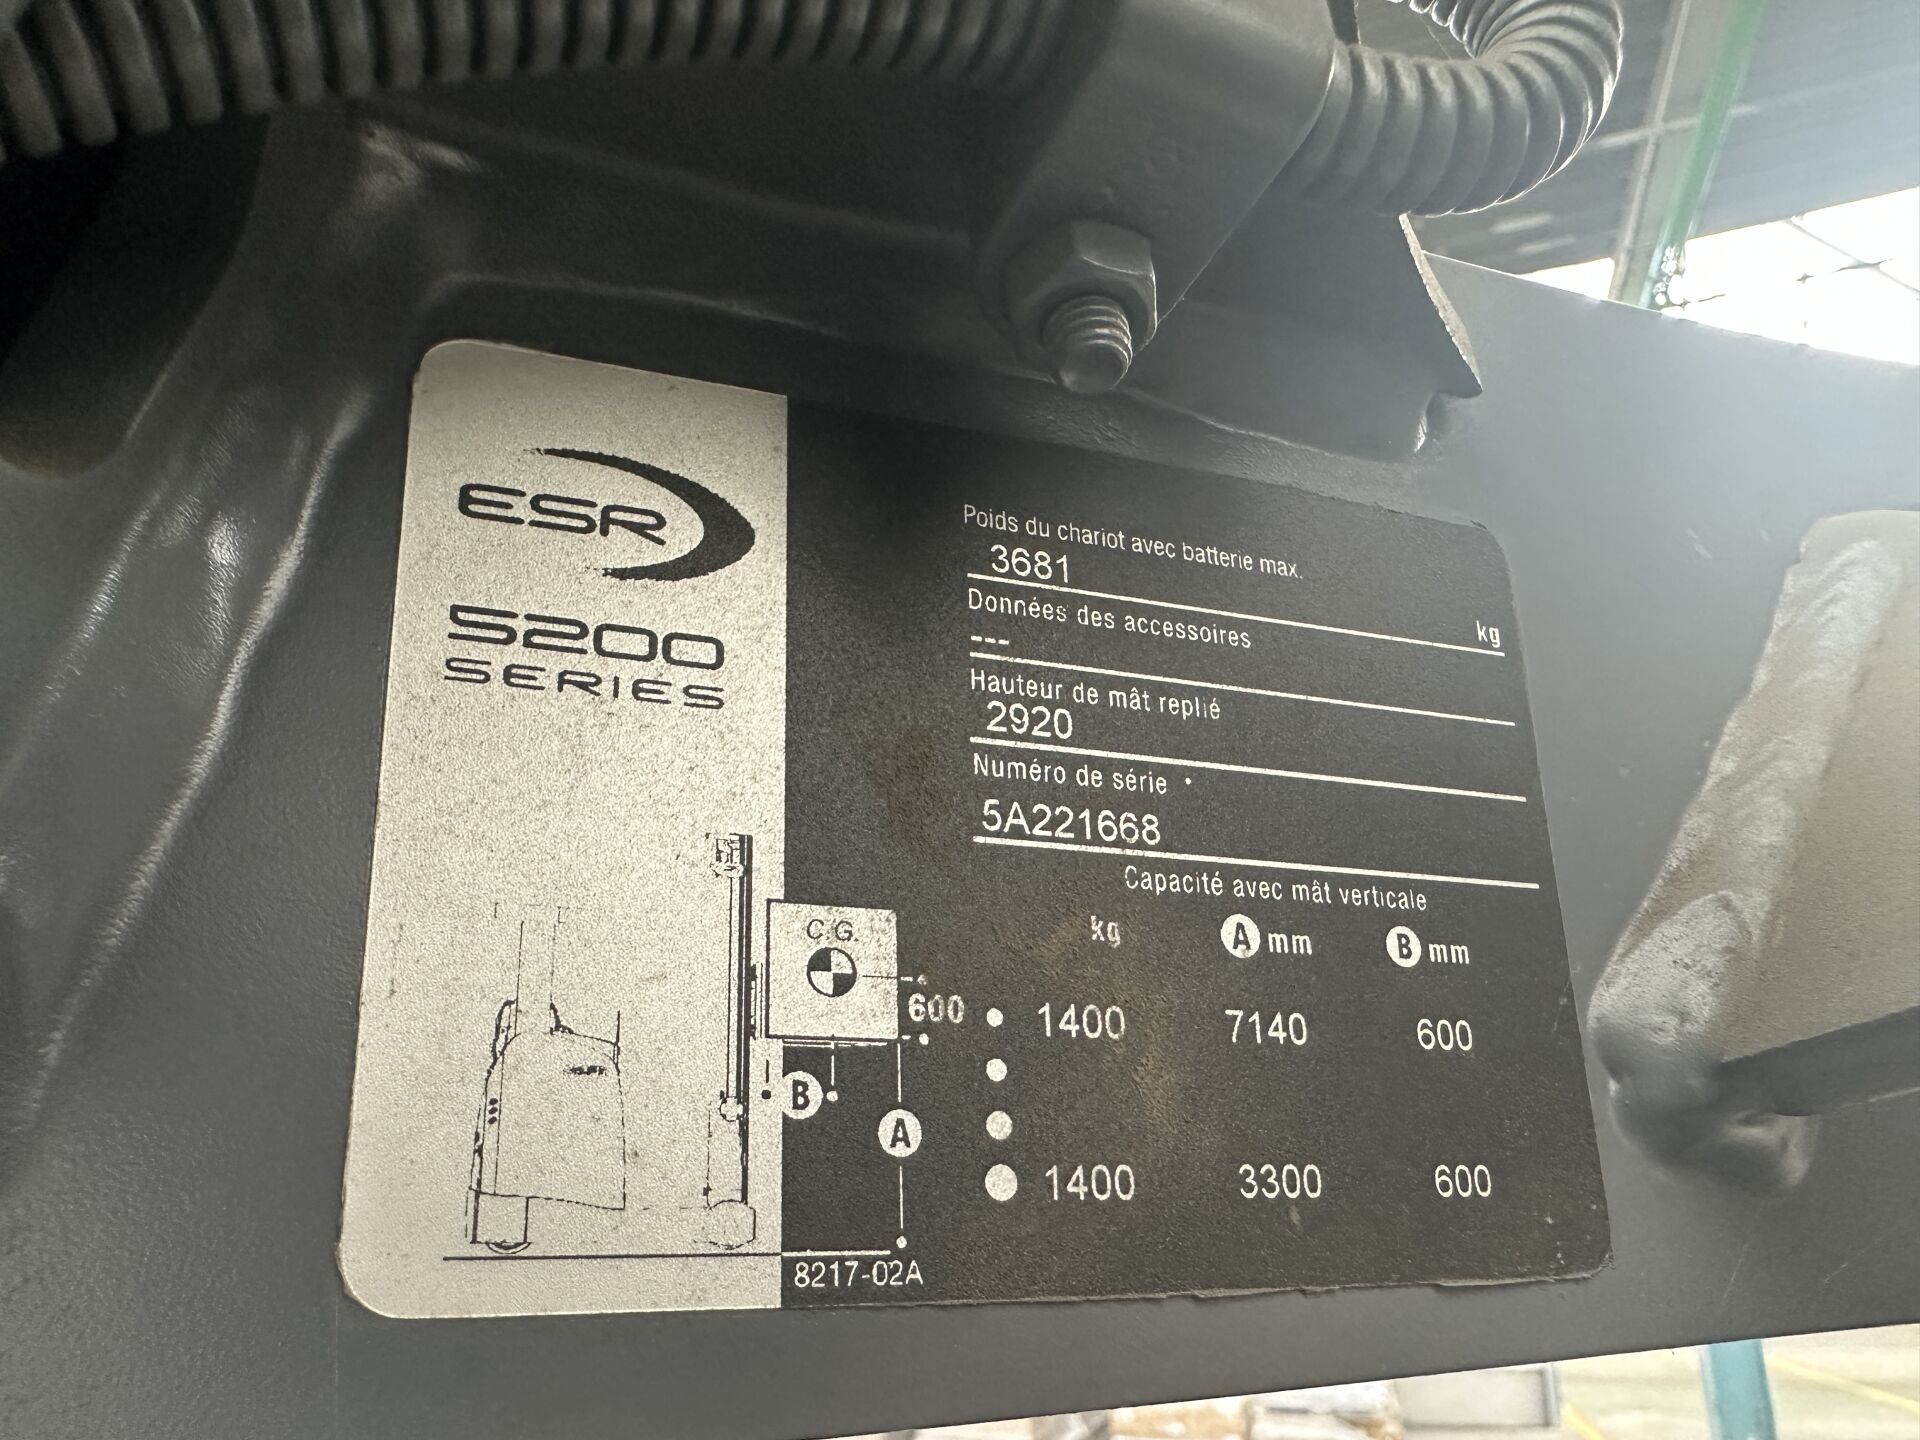 ESR
5200
SERIES
Poids du chariot avec batterie max.
3681
kg
Données des accessoires
---
Hauteur de mât replié
2920
Numéro de série
5A221668
Capacité avec mât verticale
kg A mm B mm
1400 7140 600
1400 3300 600
C.G.
600
B
A
8217-02A